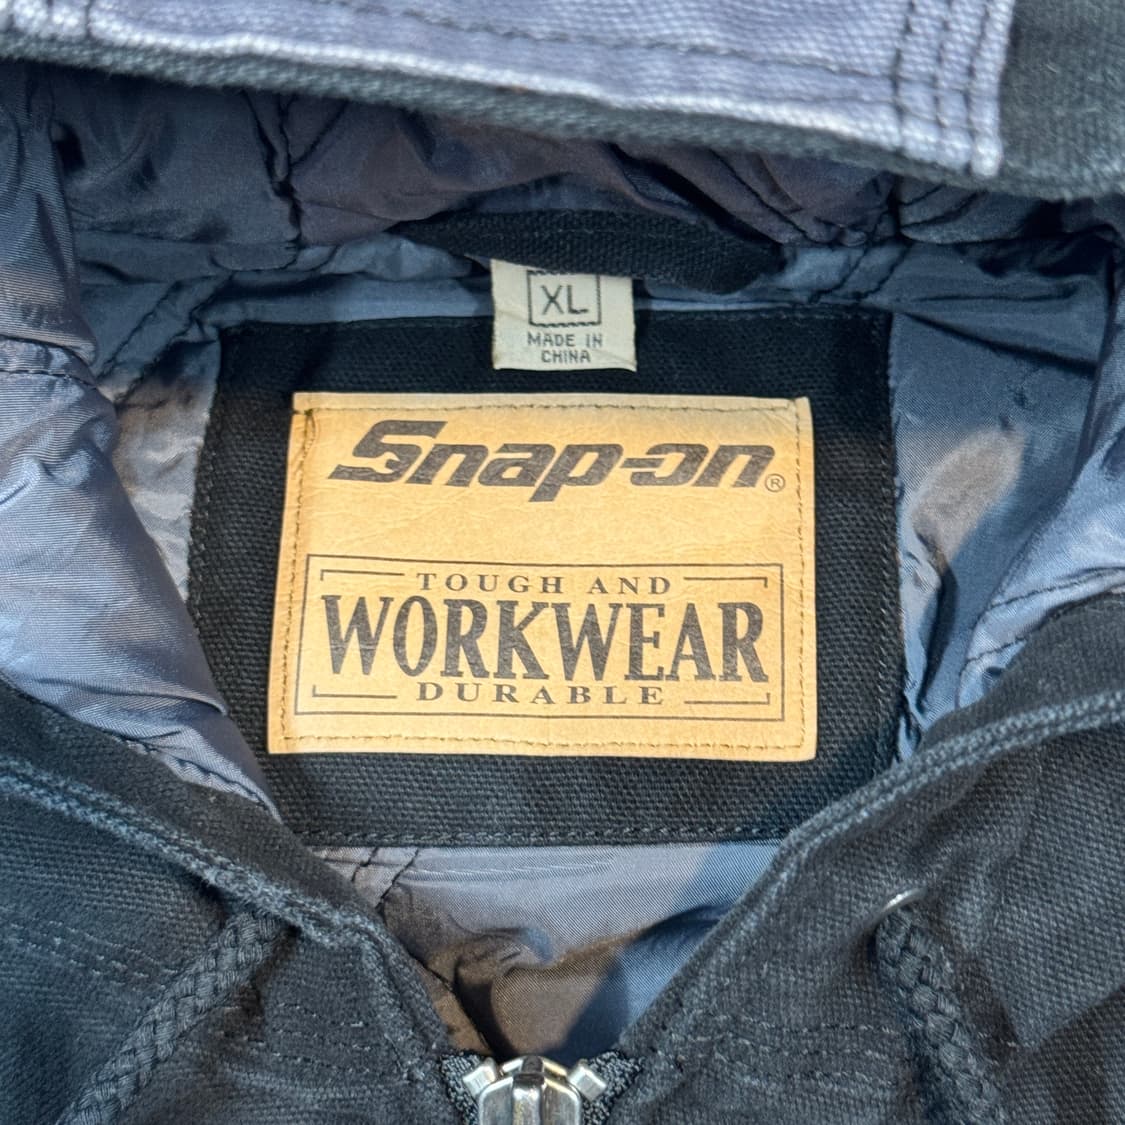 XL
MADE IN
CHINA
Snap-on®
TOUGH AND
WORKWEAR
DURABLE